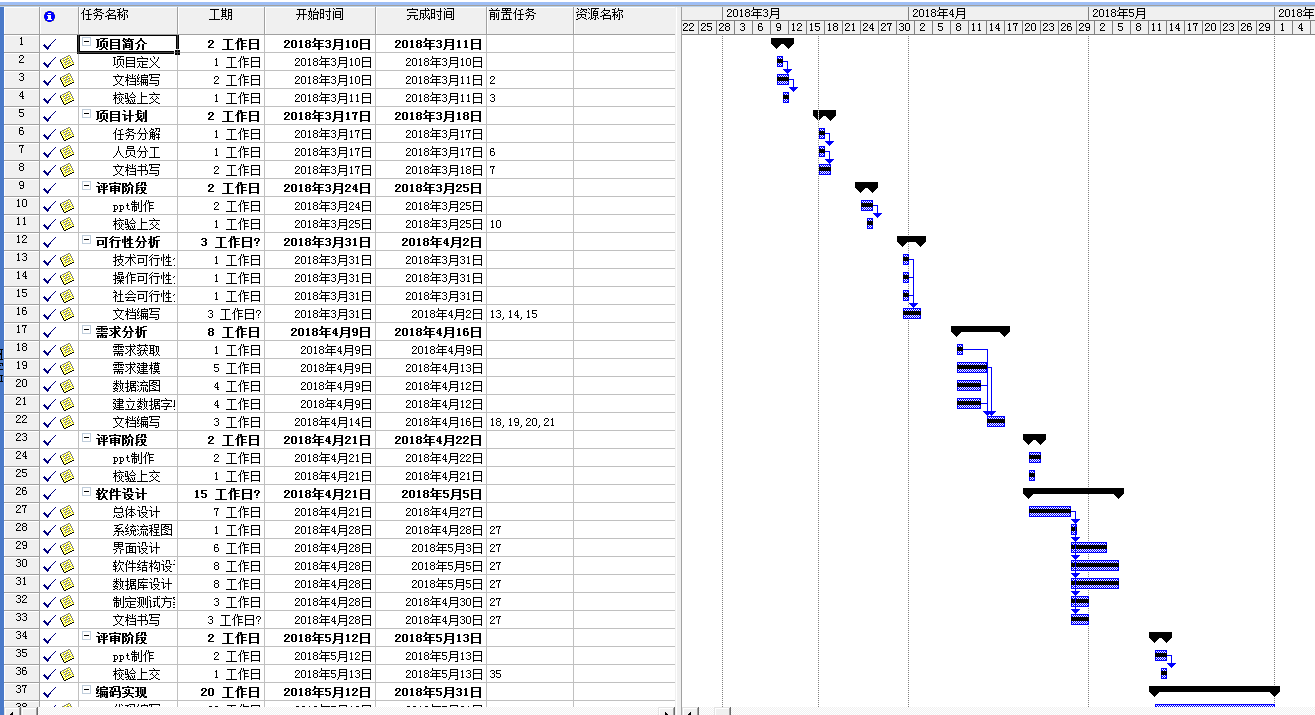 任务名称 工期 开始时间 完成时间 前置任务 资源名称
2018年3月 2018年4月 2018年5月 2018年
22 25 28 3 6 9 12 15 18 21 24 27 30 2 5 8 11 14 17 20 23 26 29 2 5 8 11 14 17 20 23 26 29 1 4
1 项目简介 2 工作日 2018年3月10日 2018年3月11日
2 项目定义 1 工作日 2018年3月10日 2018年3月10日
3 文档编写 2 工作日 2018年3月10日 2018年3月11日 2
4 校验上交 1 工作日 2018年3月11日 2018年3月11日 3
5 项目计划 2 工作日 2018年3月17日 2018年3月18日
6 任务分解 1 工作日 2018年3月17日 2018年3月17日
7 人员分工 1 工作日 2018年3月17日 2018年3月17日 6
8 文档书写 2 工作日 2018年3月17日 2018年3月18日 7
9 评审阶段 2 工作日 2018年3月24日 2018年3月25日
10 ppt制作 2 工作日 2018年3月24日 2018年3月25日
11 校验上交 1 工作日 2018年3月25日 2018年3月25日 10
12 可行性分析 3 工作日? 2018年3月31日 2018年4月2日
13 技术可行性 1 工作日 2018年3月31日 2018年3月31日
14 操作可行性 1 工作日 2018年3月31日 2018年3月31日
15 社会可行性 1 工作日 2018年3月31日 2018年3月31日
16 文档编写 3 工作日? 2018年3月31日 2018年4月2日 13,14,15
17 需求分析 8 工作日 2018年4月9日 2018年4月16日
18 需求获取 1 工作日 2018年4月9日 2018年4月9日
19 需求建模 5 工作日 2018年4月9日 2018年4月13日
20 数据流图 4 工作日 2018年4月9日 2018年4月12日
21 建立数据字 4 工作日 2018年4月9日 2018年4月12日
22 文档编写 3 工作日 2018年4月14日 2018年4月16日 18,19,20,21
23 评审阶段 2 工作日 2018年4月21日 2018年4月22日
24 ppt制作 2 工作日 2018年4月21日 2018年4月22日
25 校验上交 1 工作日 2018年4月21日 2018年4月21日
26 软件设计 15 工作日? 2018年4月21日 2018年5月5日
27 总体设计 7 工作日 2018年4月21日 2018年4月27日
28 系统流程图 1 工作日 2018年4月28日 2018年4月28日 27
29 界面设计 6 工作日 2018年4月28日 2018年5月3日 27
30 软件结构设 8 工作日 2018年4月28日 2018年5月5日 27
31 数据库设计 8 工作日 2018年4月28日 2018年5月5日 27
32 制定测试方 3 工作日 2018年4月28日 2018年4月30日 27
33 文档书写 3 工作日? 2018年4月28日 2018年4月30日 27
34 评审阶段 2 工作日 2018年5月12日 2018年5月13日
35 ppt制作 2 工作日 2018年5月12日 2018年5月13日
36 校验上交 1 工作日 2018年5月13日 2018年5月13日 35
37 编码实现 20 工作日 2018年5月12日 2018年5月31日